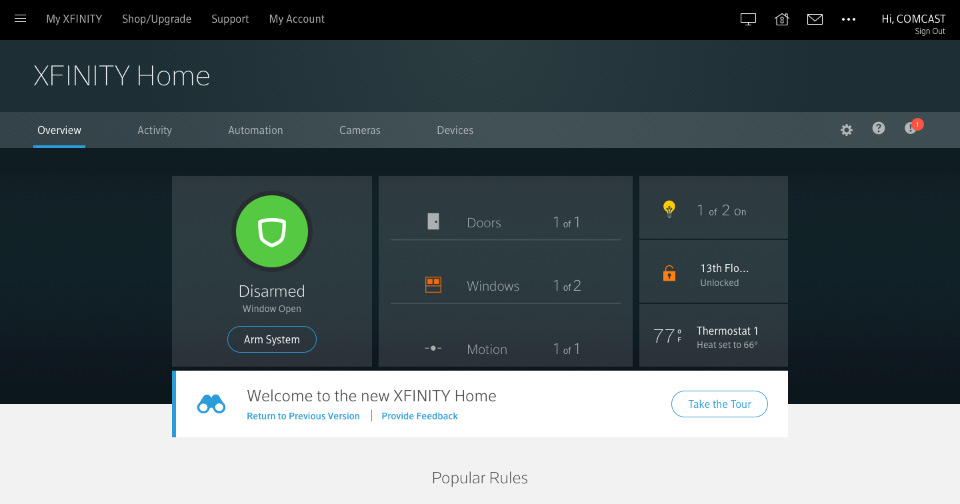 My XFINITY Shop/Upgrade Support My Account Hi, COMCAST
Sign Out
XFINITY Home
Overview Activity Automation Cameras Devices
Disarmed
Window Open
Arm System
Doors 1 of 1
Windows 1 of 2
Motion 1 of 1
1 of 2 On
13th Flo...
Unlocked
77°F
Thermostat 1
Heat set to 66°
Welcome to the new XFINITY Home
Return to Previous Version | Provide Feedback
Take the Tour
Popular Rules